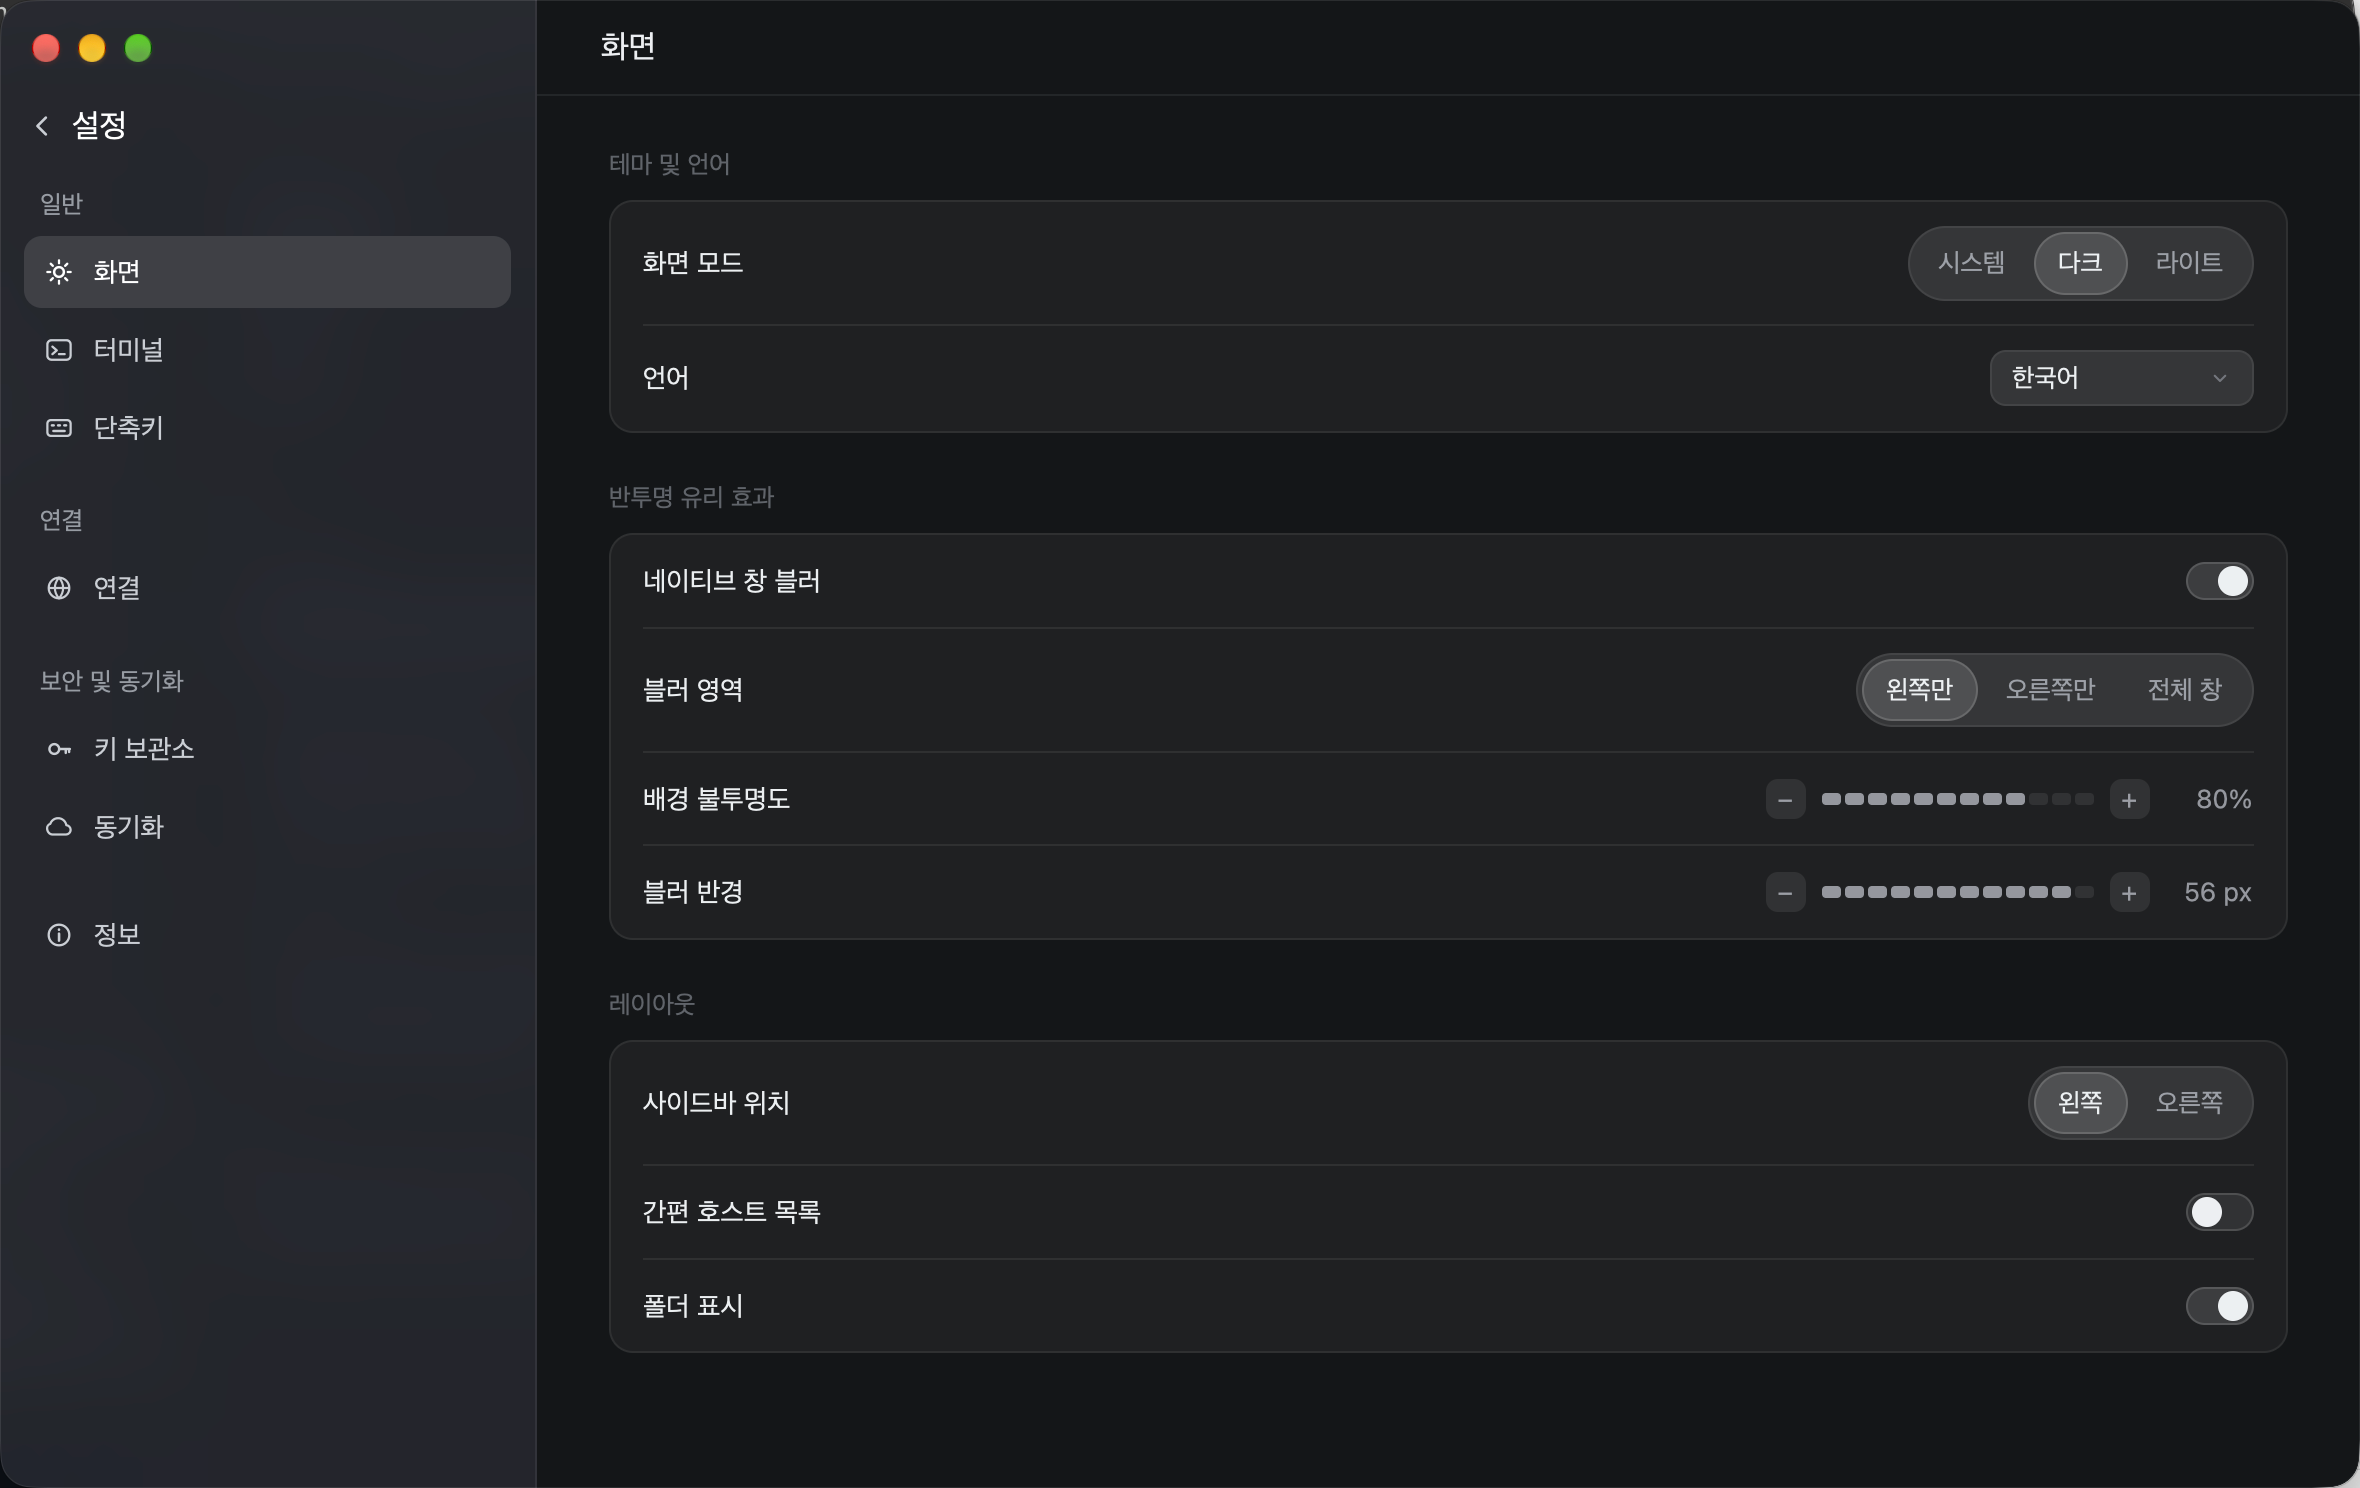 화면
설정
일반
화면
터미널
단축키
연결
연결
보안 및 동기화
키 보관소
동기화
정보
테마 및 언어
화면 모드
시스템 다크 라이트
언어
한국어
반투명 유리 효과
네이티브 창 블러
블러 영역
왼쪽만 오른쪽만 전체 창
배경 불투명도
− + 80%
블러 반경
− + 56 px
레이아웃
사이드바 위치
왼쪽 오른쪽
간편 호스트 목록
폴더 표시